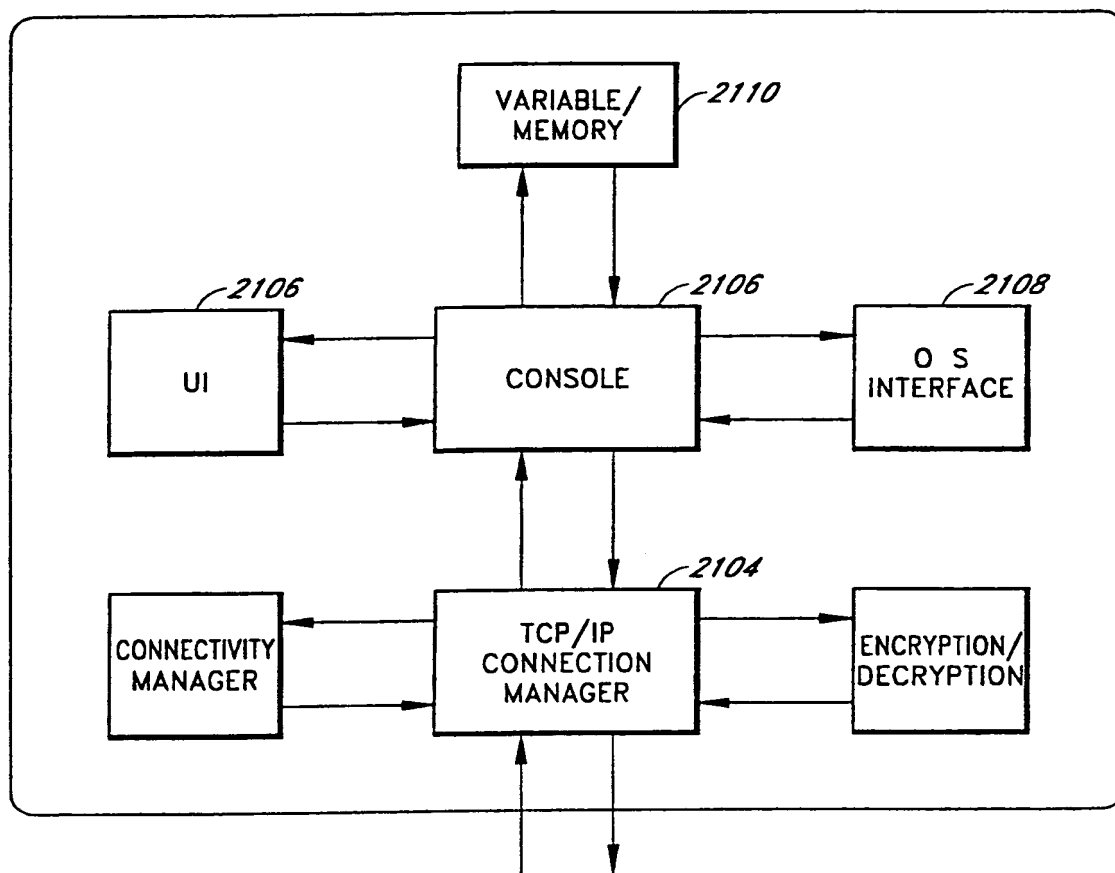 VARIABLE/
MEMORY
2110
2106
UI
2106
CONSOLE
2108
O S
INTERFACE
CONNECTIVITY
MANAGER
2104
TCP/IP
CONNECTION
MANAGER
ENCRYPTION/
DECRYPTION